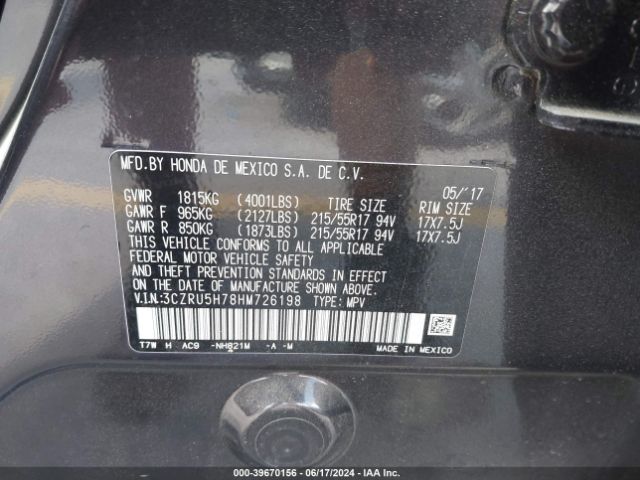 MFD.BY HONDA DE MEXICO S.A. DE C.V.
05/'17
GVWR 1815KG (4001LBS) TIRE SIZE RIM SIZE
GAWR F 965KG (2127LBS) 215/55R17 94V 17X7.5J
GAWR R 850KG (1873LBS) 215/55R17 94V 17X7.5J
THIS VEHICLE CONFORMS TO ALL APPLICABLE
FEDERAL MOTOR VEHICLE SAFETY
AND THEFT PREVENTION STANDARDS IN EFFECT
ON THE DATE OF MANUFACTURE SHOWN ABOVE.
V.I.N:3CZRU5H78HM726198 TYPE: MPV
T7W H AC9 -NH821M -A -M MADE IN MEXICO
2
000-39670156 - 06/17/2024 - IAA Inc.